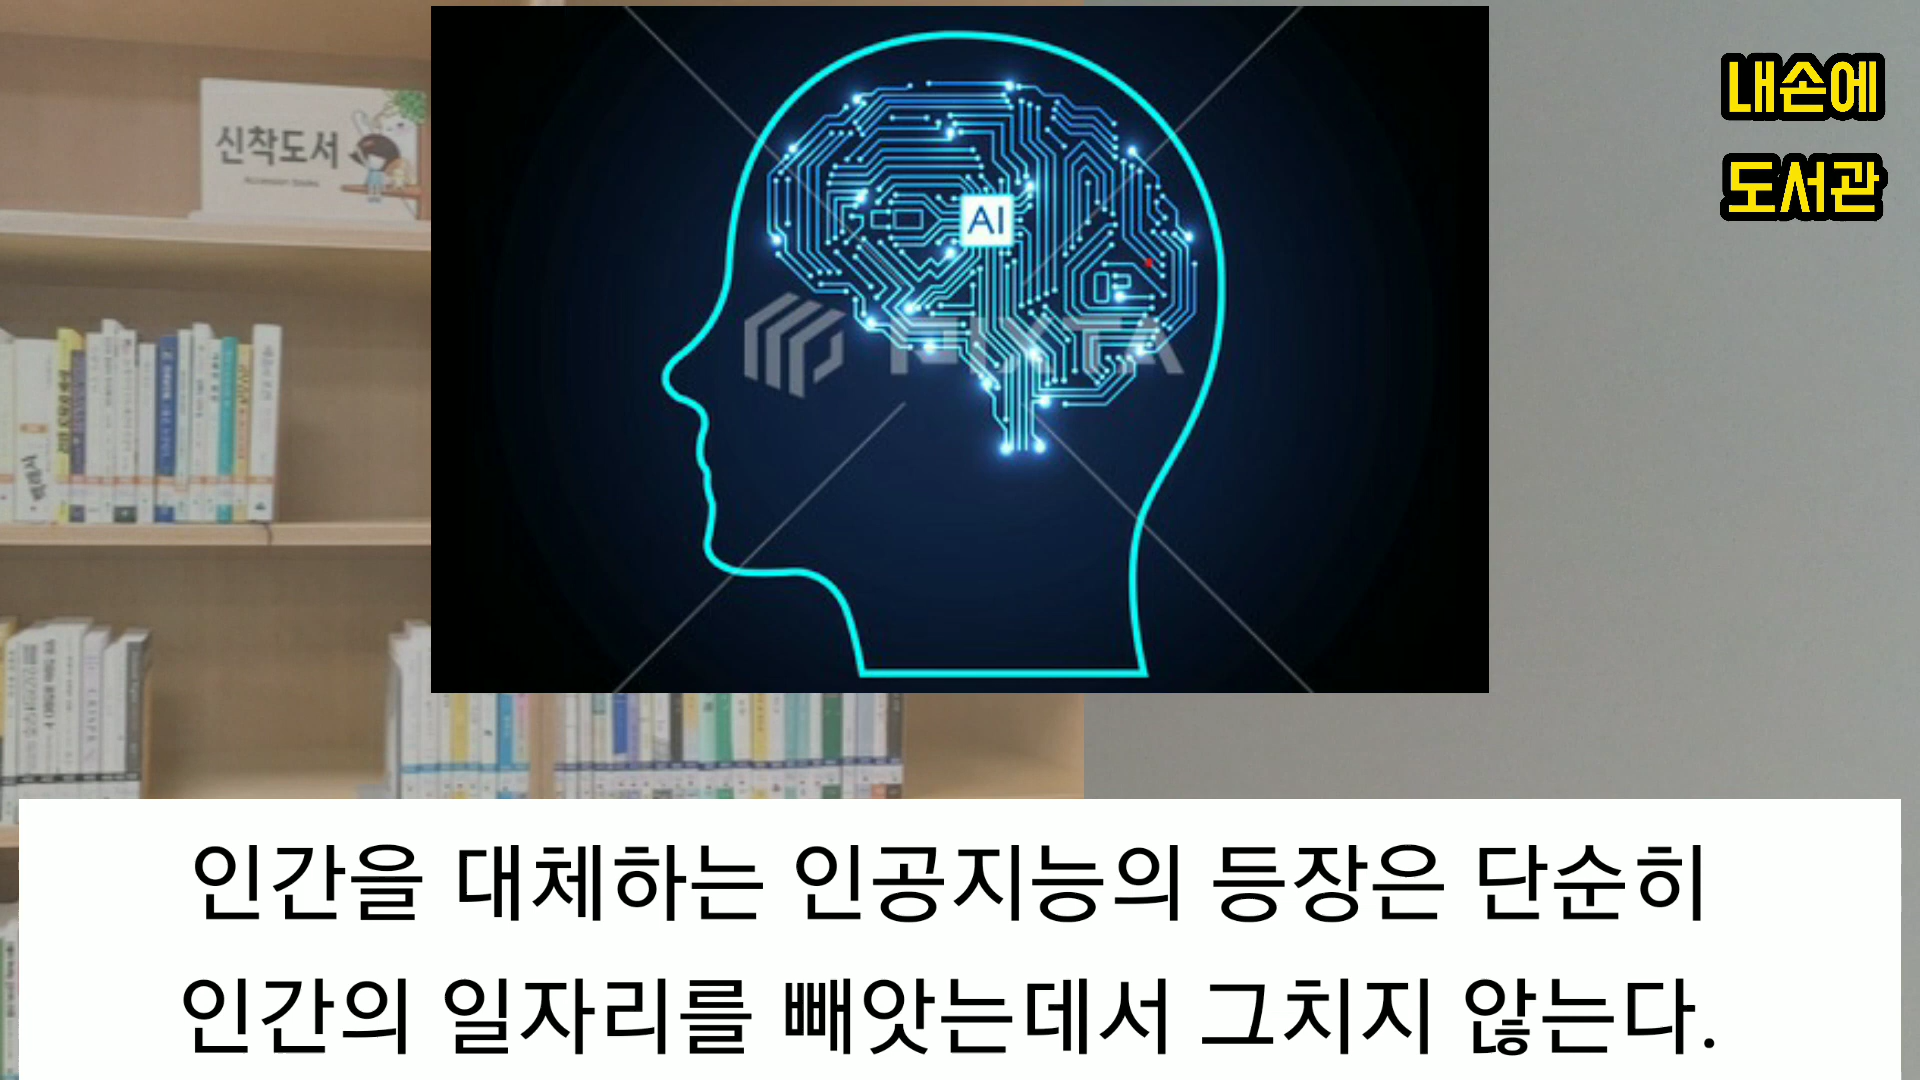 신착도서
내손에
도서관
AI
PIXTA
인간을 대체하는 인공지능의 등장은 단순히
인간의 일자리를 빼앗는데서 그치지 않는다.